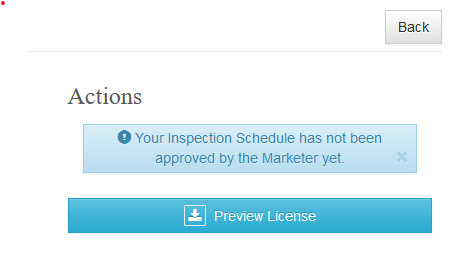 Back
Actions
Your Inspection Schedule has not been
approved by the Marketer yet.
×
Preview License